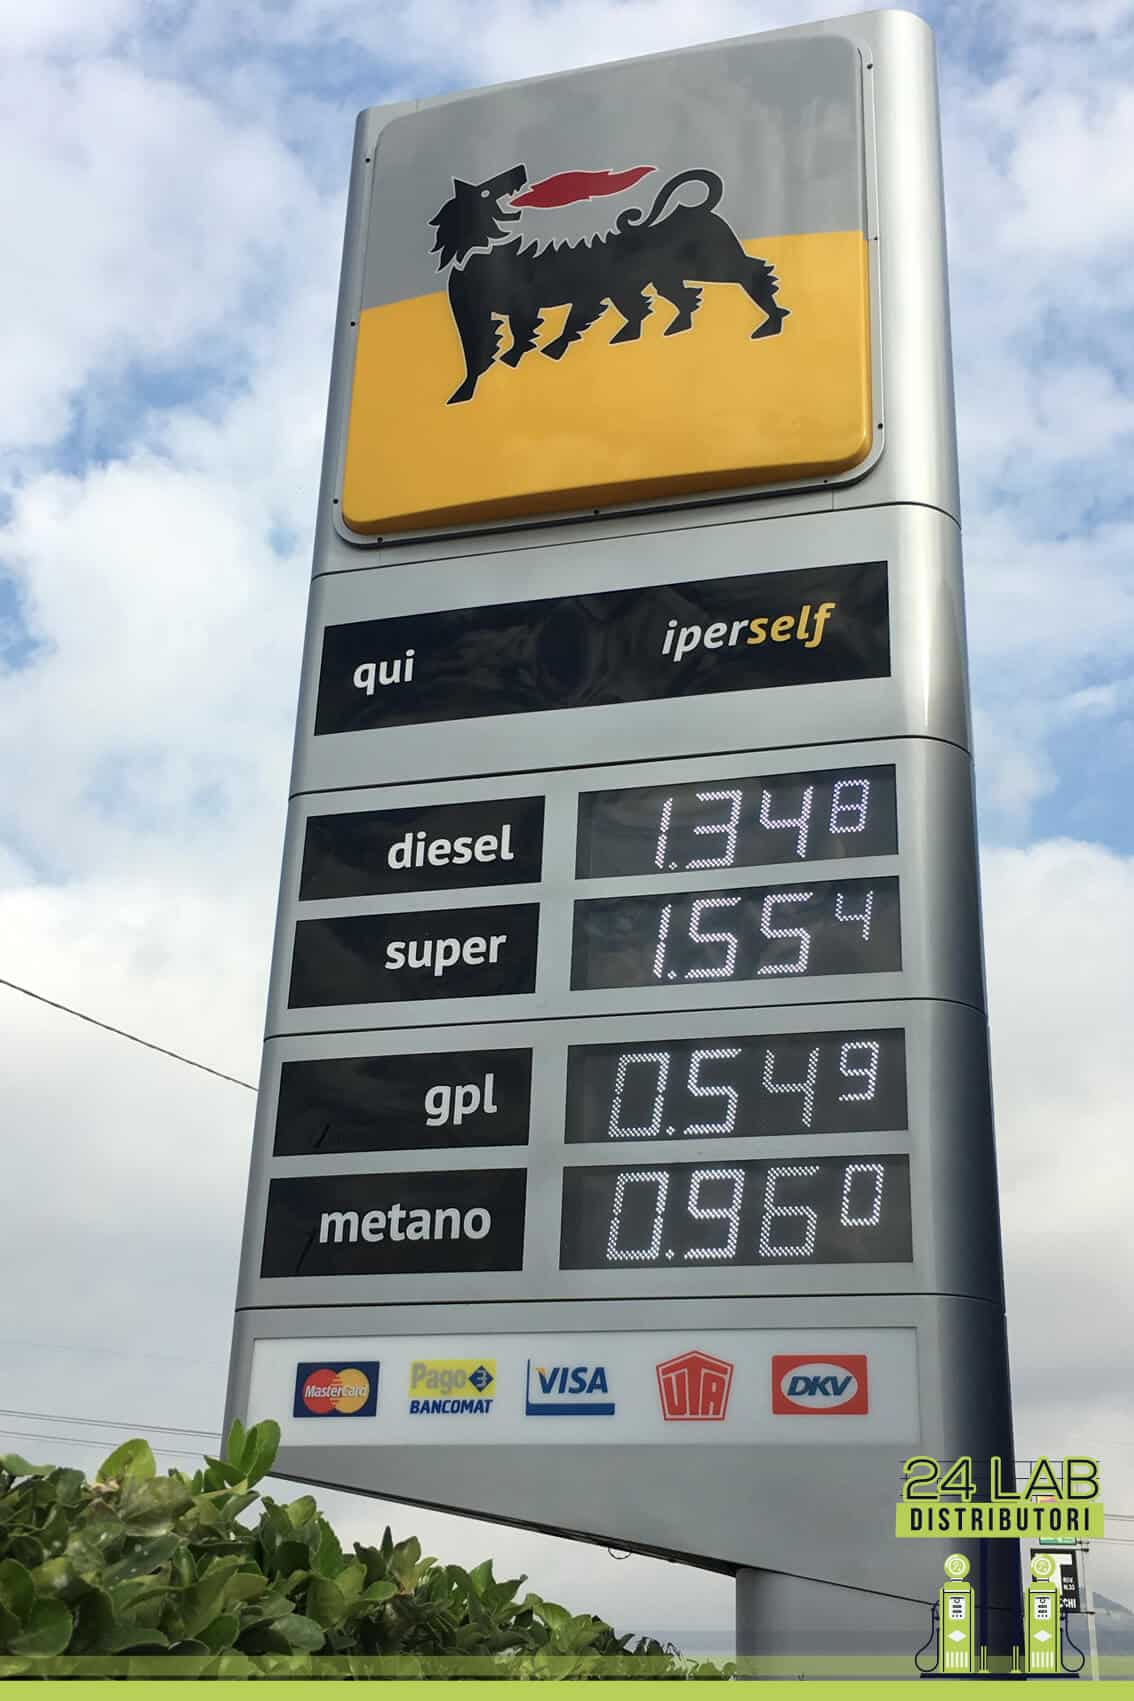 qui iperself
diesel 1.348
super 1.554
gpl 0.549
metano 0.960
MasterCard Pago BANCOMAT VISA UTA DKV
24 LAB
DISTRIBUTORI